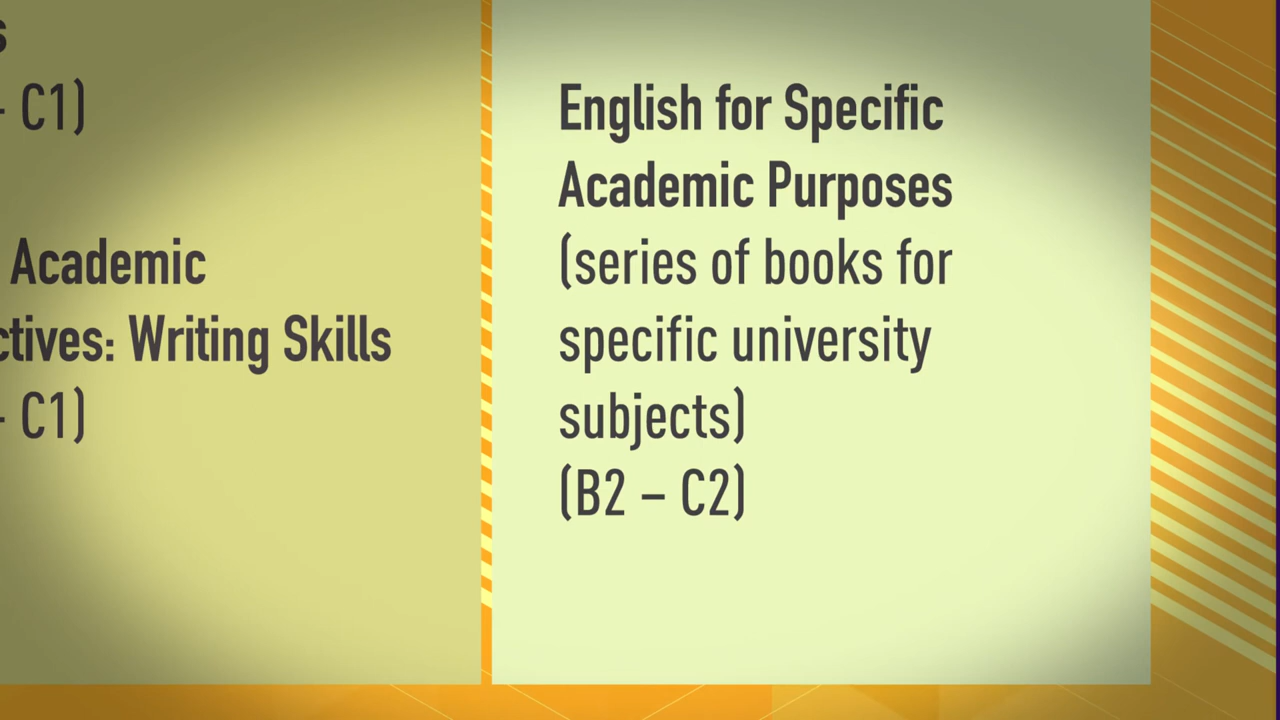 – C1)
Academic
Writing Skills
– C1)
English for Specific
Academic Purposes
(series of books for
specific university
subjects)
(B2 – C2)